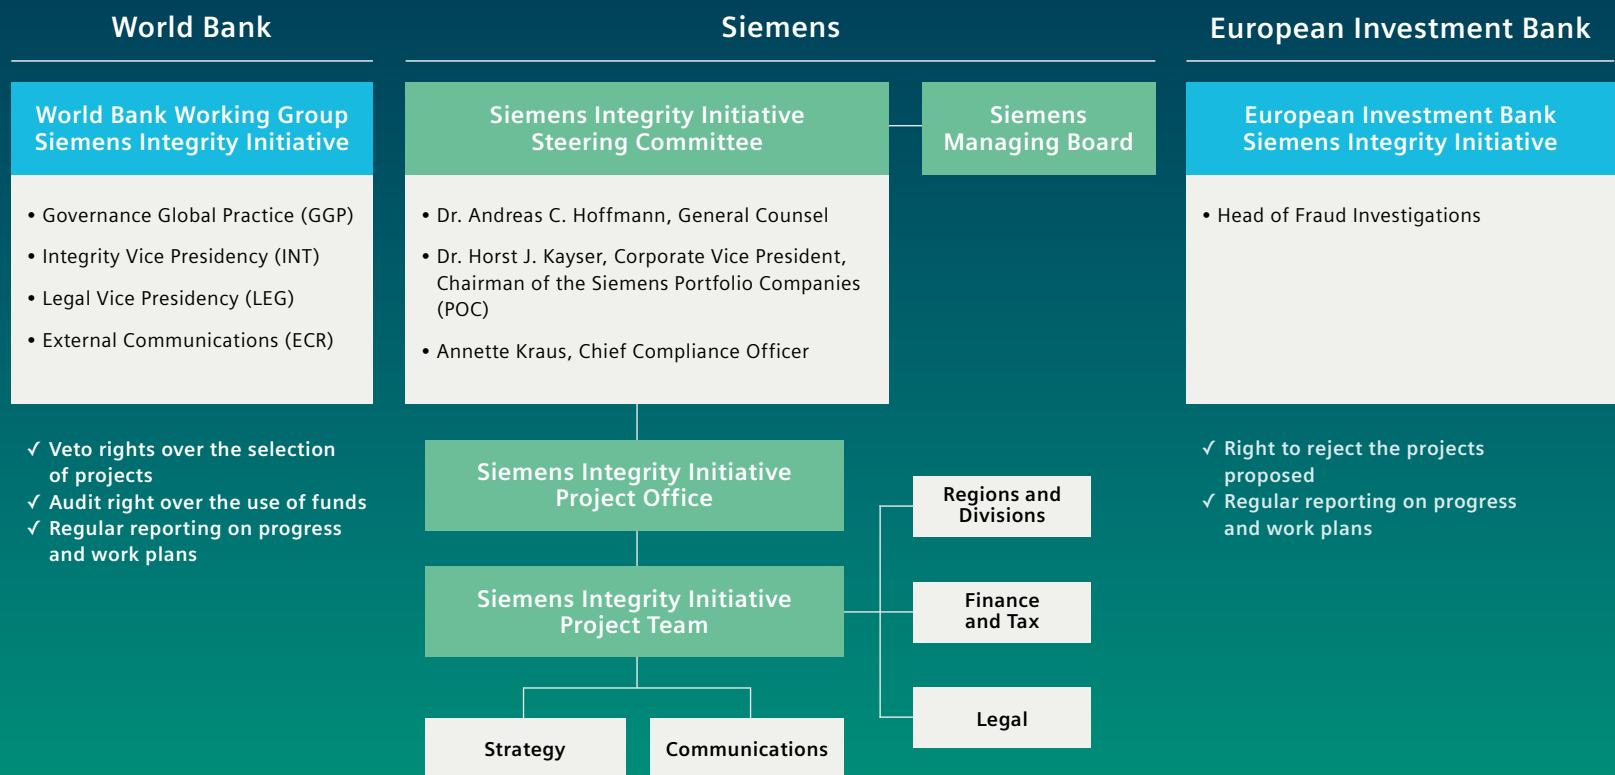 World Bank
Siemens
European Investment Bank
World Bank Working Group
Siemens Integrity Initiative
• Governance Global Practice (GGP)
• Integrity Vice Presidency (INT)
• Legal Vice Presidency (LEG)
• External Communications (ECR)
✓ Veto rights over the selection
of projects
✓ Audit right over the use of funds
✓ Regular reporting on progress
and work plans
Siemens Integrity Initiative
Steering Committee
• Dr. Andreas C. Hoffmann, General Counsel
• Dr. Horst J. Kayser, Corporate Vice President,
Chairman of the Siemens Portfolio Companies
(POC)
• Annette Kraus, Chief Compliance Officer
Siemens
Managing Board
Siemens Integrity Initiative
Project Office
Siemens Integrity Initiative
Project Team
Regions and
Divisions
Finance
and Tax
Legal
Strategy
Communications
European Investment Bank
Siemens Integrity Initiative
• Head of Fraud Investigations
✓ Right to reject the projects
proposed
✓ Regular reporting on progress
and work plans